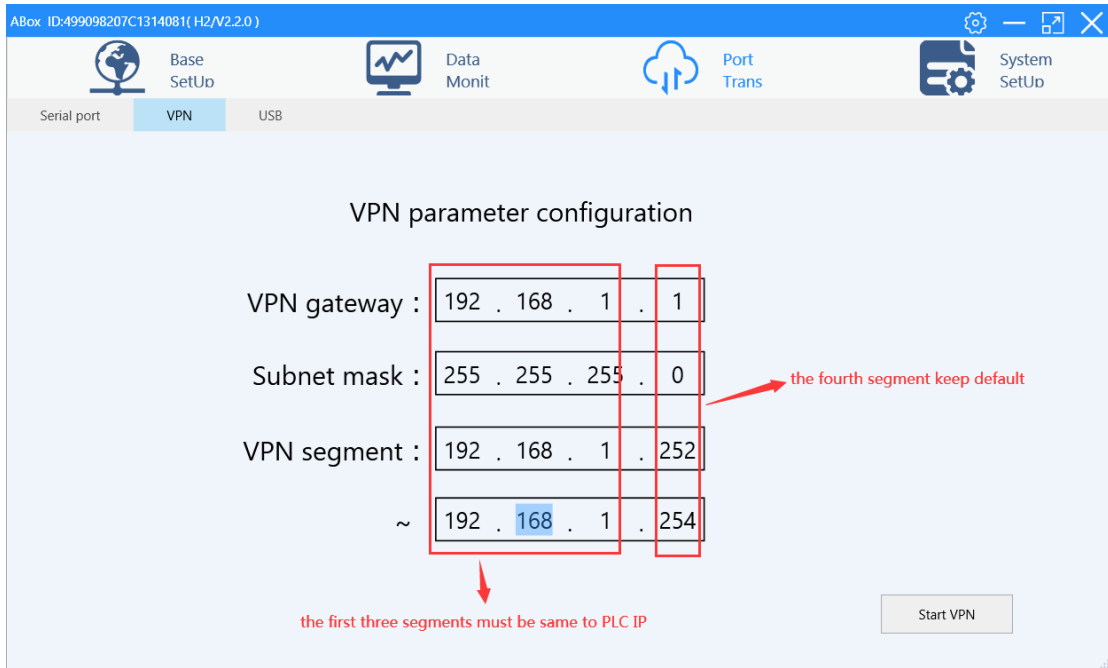 ABox ID:499098207C1314081( H2/V2.2.0 )
Base SetUp
Data Monit
Port Trans
System SetUp
Serial port VPN USB
VPN parameter configuration
VPN gateway : 192 . 168 . 1 . 1
Subnet mask : 255 . 255 . 255 . 0
the fourth segment keep default
VPN segment : 192 . 168 . 1 . 252
~ 192 . 168 . 1 . 254
the first three segments must be same to PLC IP
Start VPN